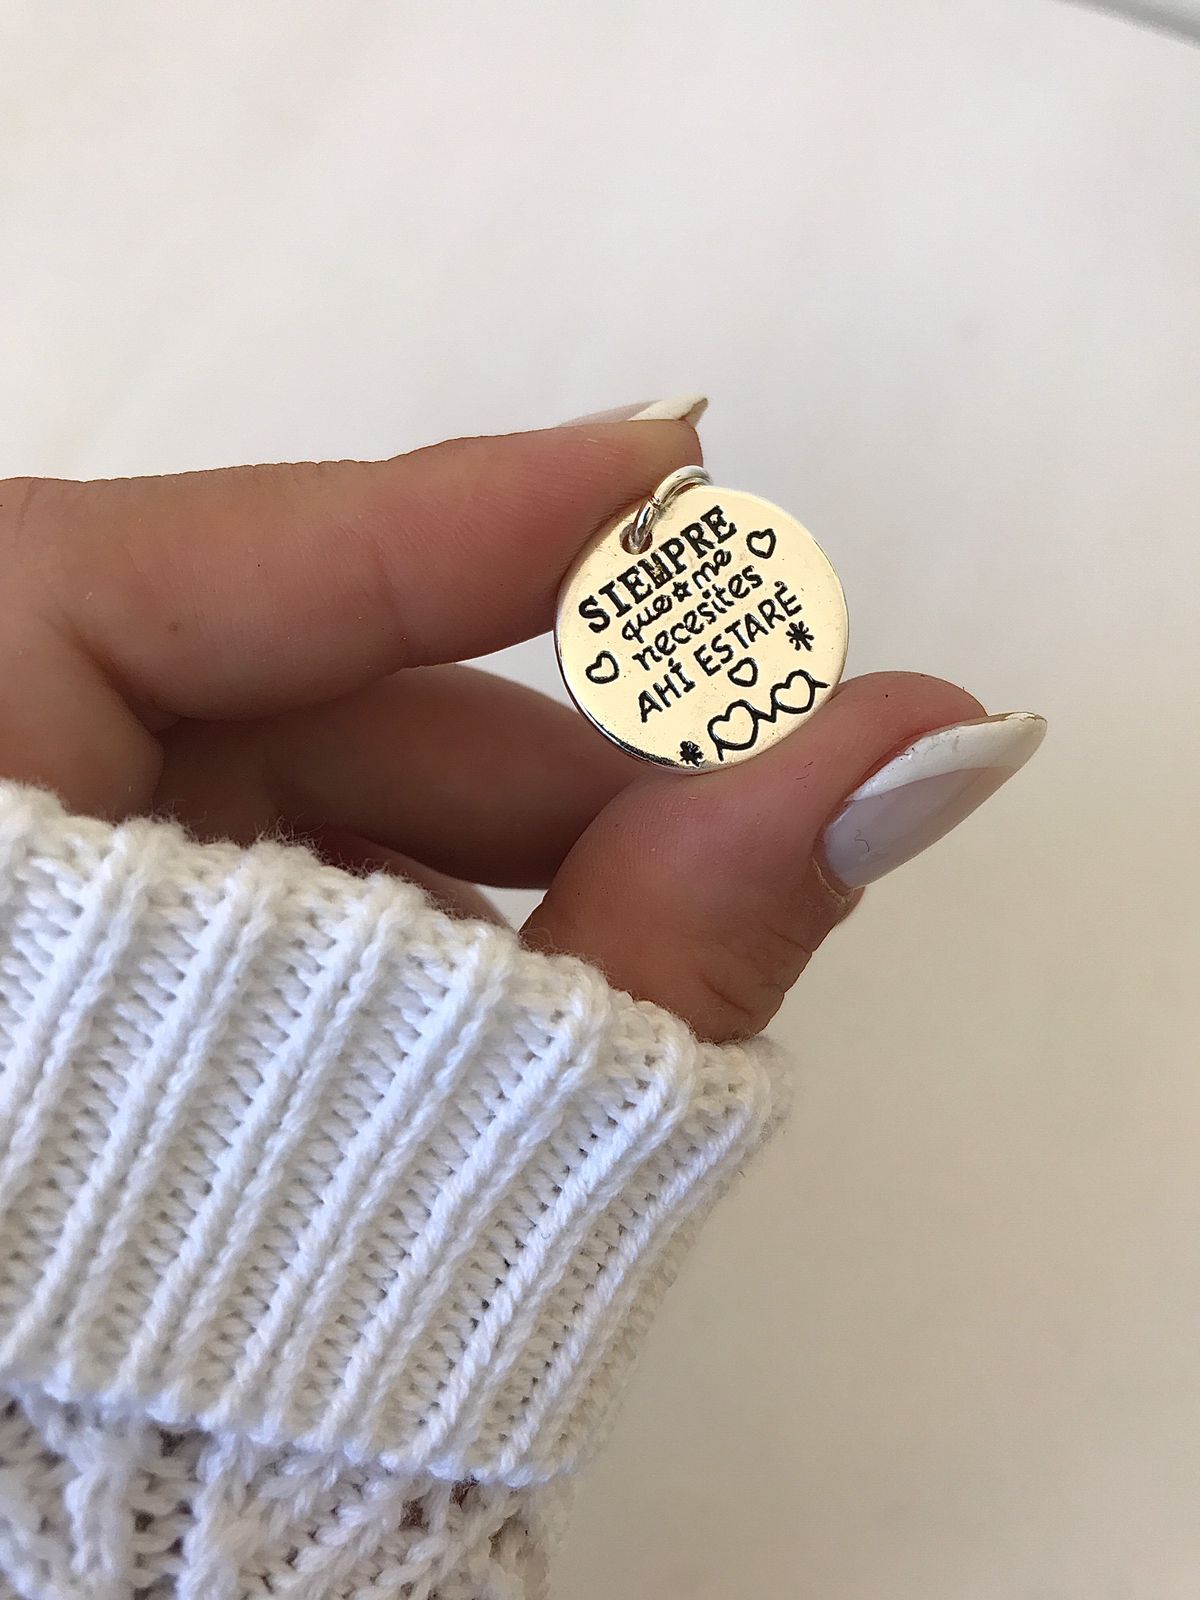 SIEMPRE
que me
necesites
AHÍ ESTARÉ